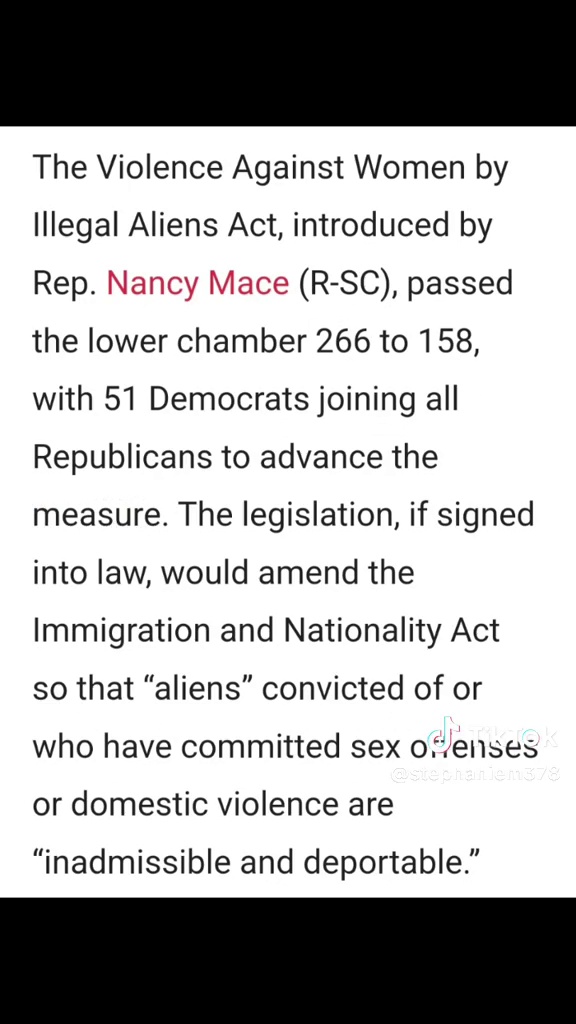 The Violence Against Women by
Illegal Aliens Act, introduced by
Rep. Nancy Mace (R-SC), passed
the lower chamber 266 to 158,
with 51 Democrats joining all
Republicans to advance the
measure. The legislation, if signed
into law, would amend the
Immigration and Nationality Act
so that “aliens” convicted of or
who have committed sex offenses
TikTok
@stephaniem378
or domestic violence are
“inadmissible and deportable.”